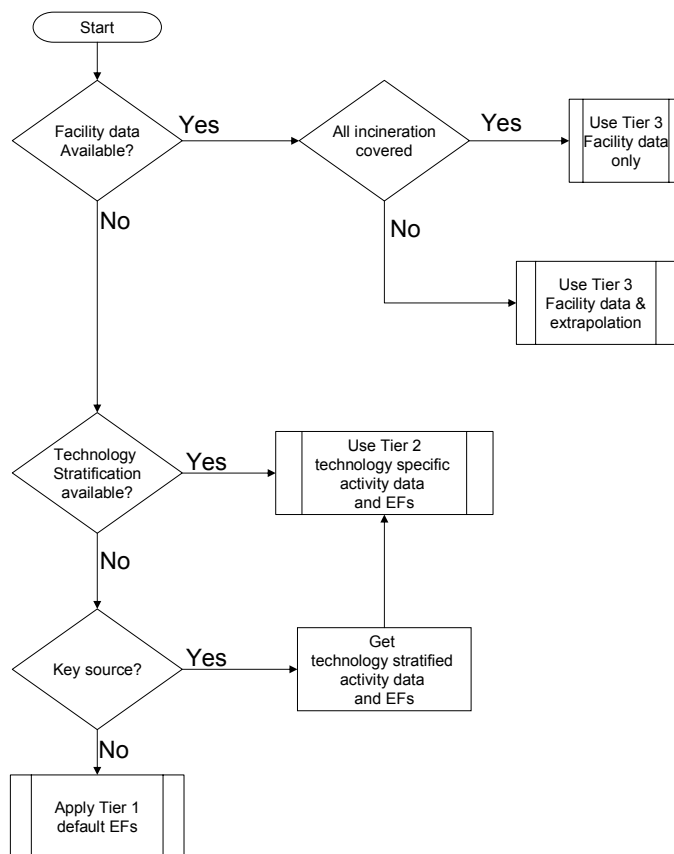 Start
Facility data
Available?
Yes
All incineration
covered
Yes
Use Tier 3
Facility data
only
No
No
Use Tier 3
Facility data &
extrapolation
Technology
Stratification
available?
Yes
Use Tier 2
technology specific
activity data
and EFs
No
Key source?
Yes
Get
technology stratified
activity data
and EFs
No
Apply Tier 1
default EFs